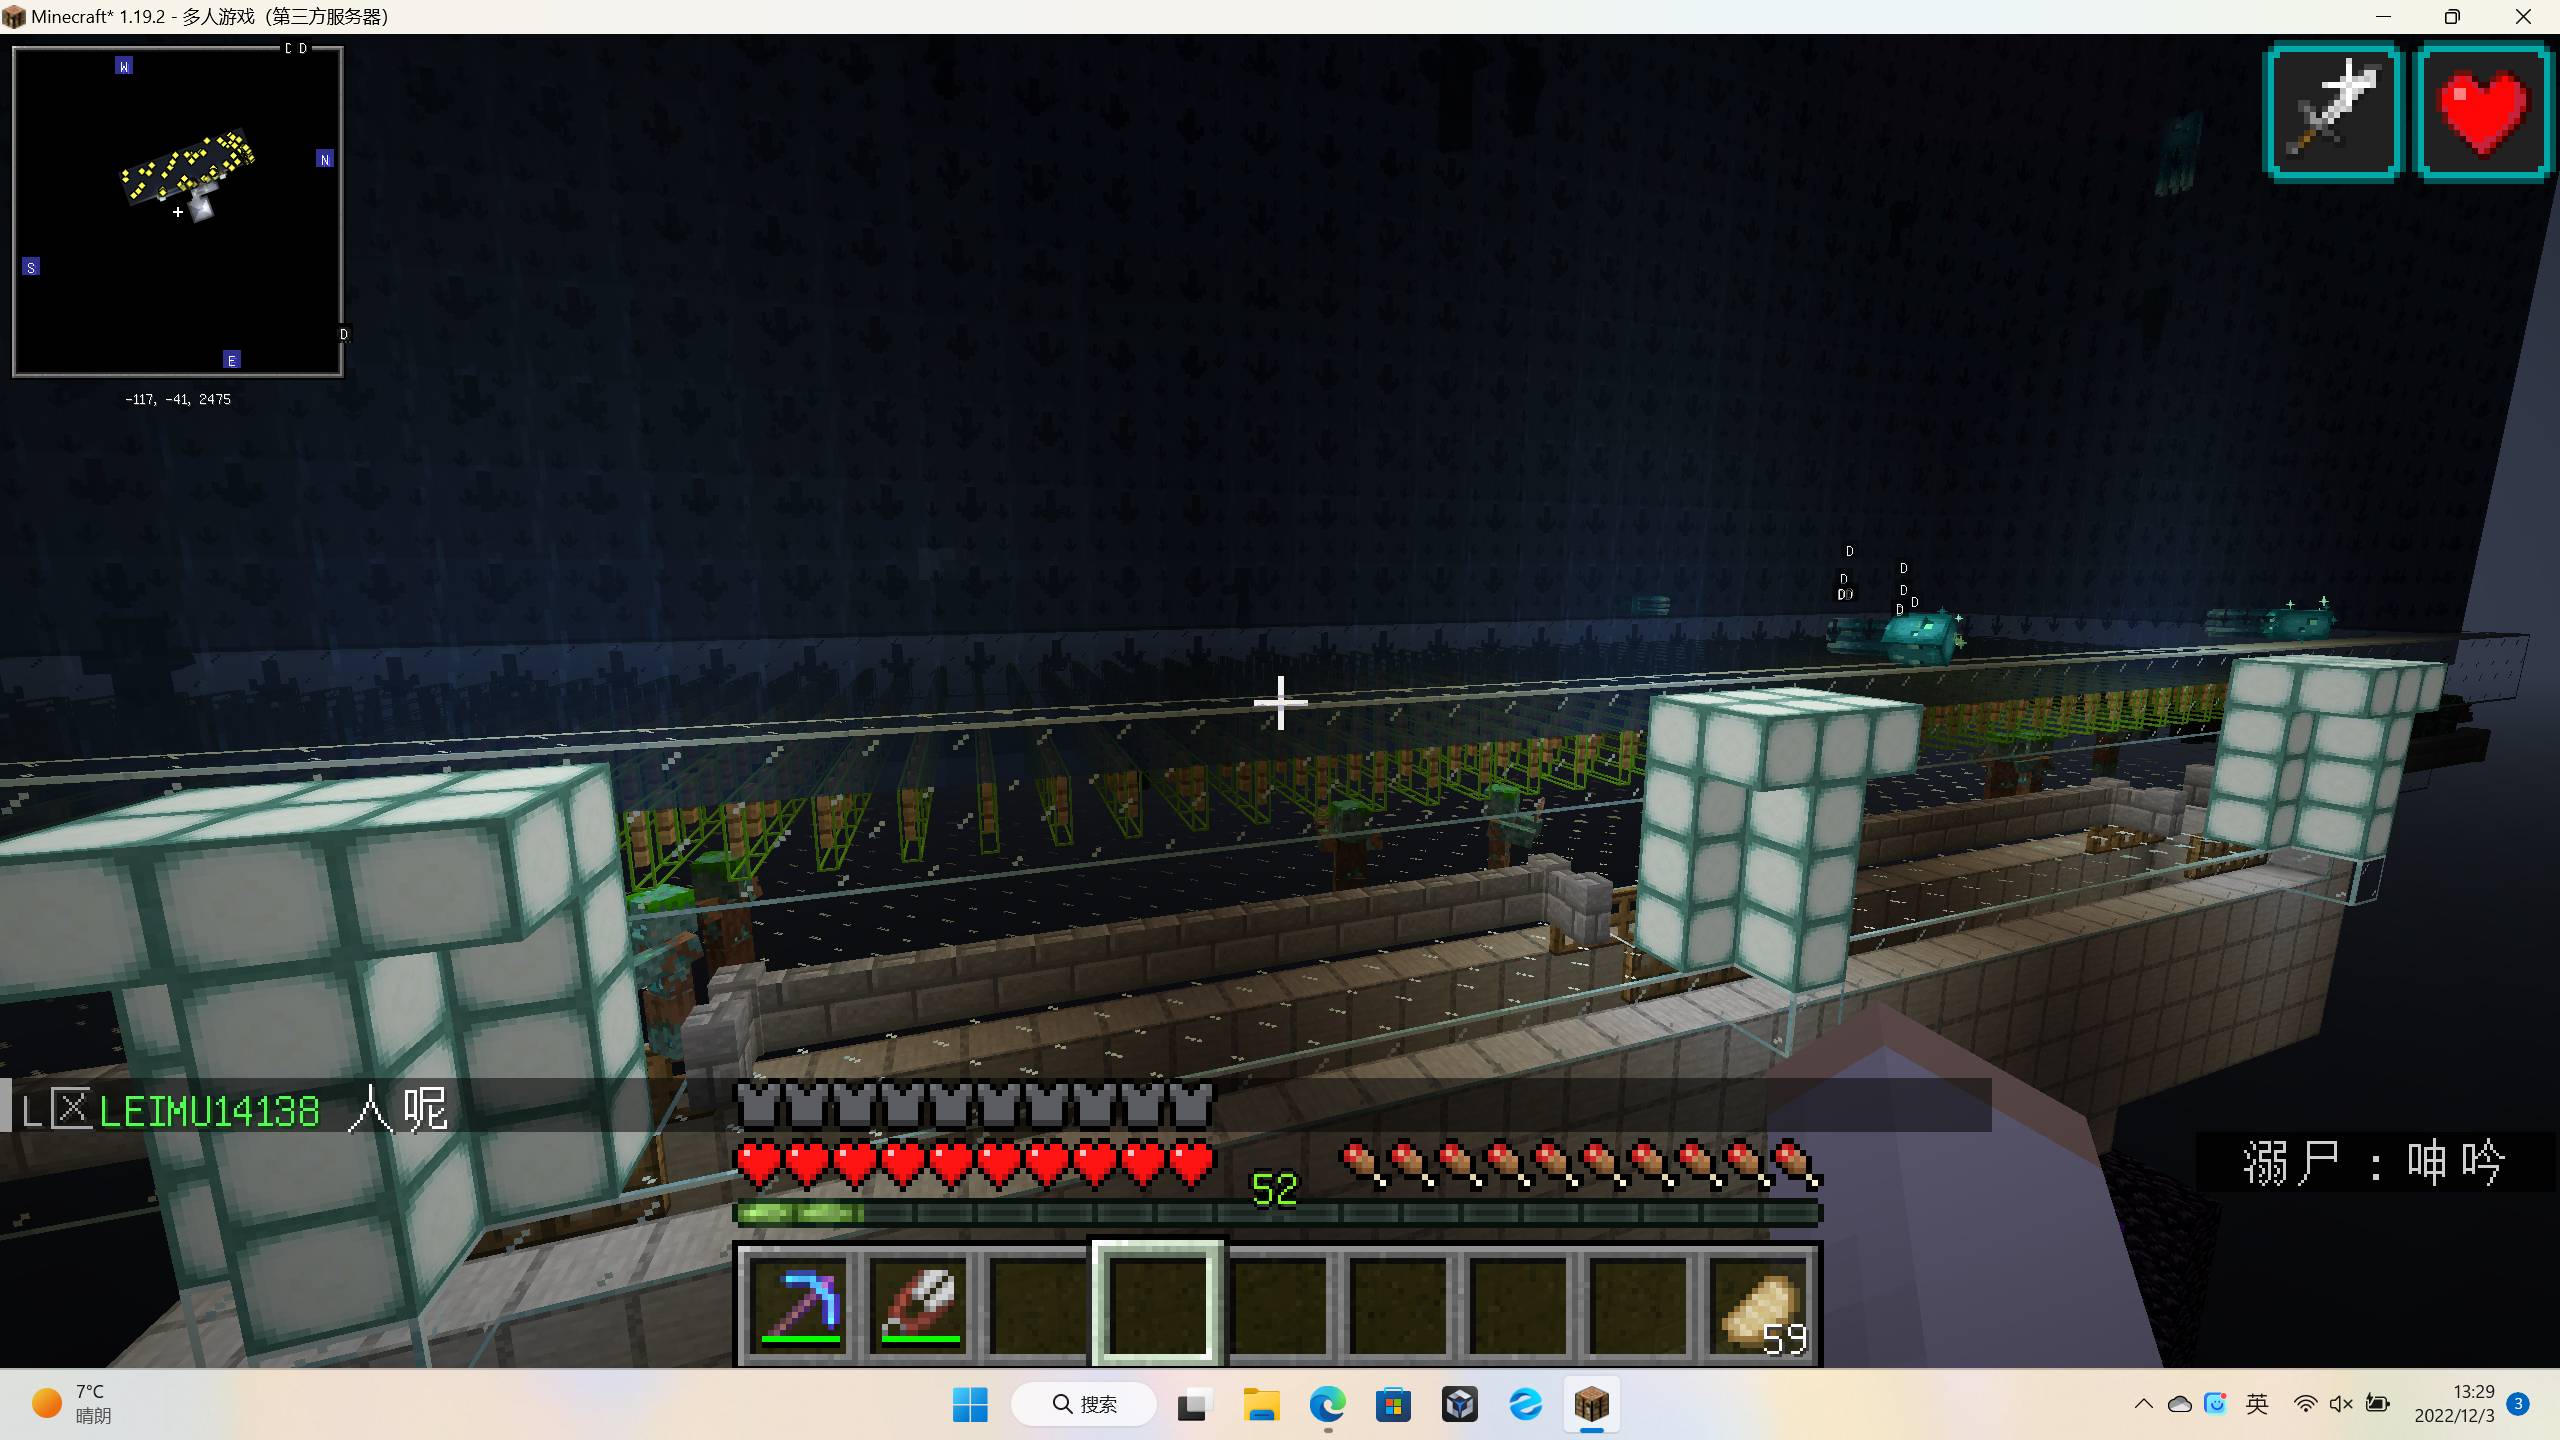 Minecraft* 1.19.2 - 多人游戏（第三方服务器）
D D
W
N
S
D
E
-117, -41, 2475
D
D
D
D
DD
D
D
LEIMU14138 人呢
溺尸：呻吟
52
59
7°C
晴朗
搜索
英
13:29
2022/12/3
3